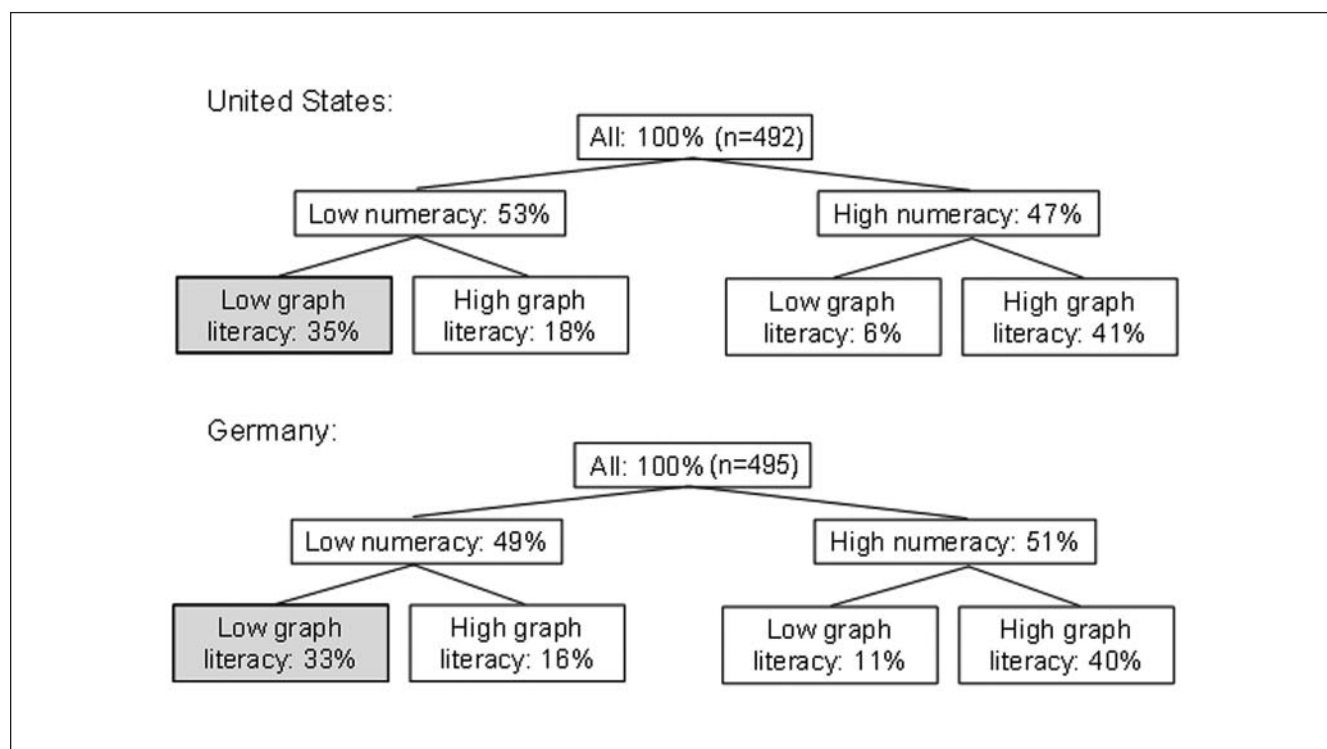 United States:
All: 100% (n=492)
Low numeracy: 53%
High numeracy: 47%
Low graph
literacy: 35%
High graph
literacy: 18%
Low graph
literacy: 6%
High graph
literacy: 41%
Germany:
All: 100% (n=495)
Low numeracy: 49%
High numeracy: 51%
Low graph
literacy: 33%
High graph
literacy: 16%
Low graph
literacy: 11%
High graph
literacy: 40%